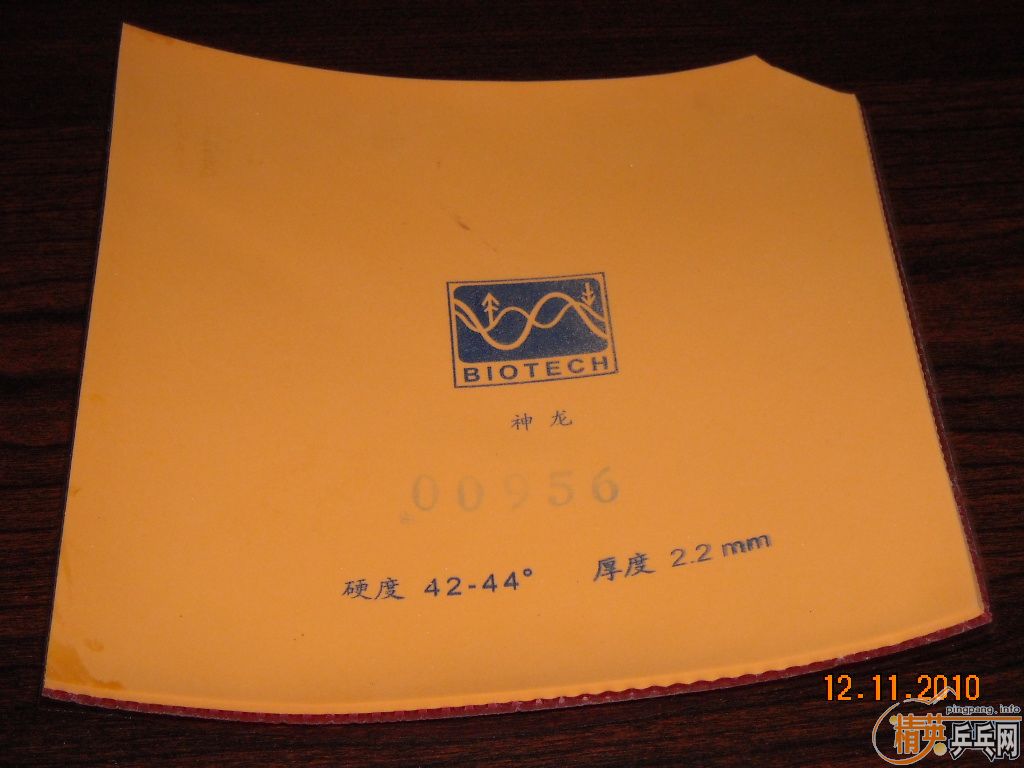 BIOTECH
神龙
00956
硬度 42-44° 厚度 2.2 mm
12.11.2010
pingpang.info
精英乒乓网